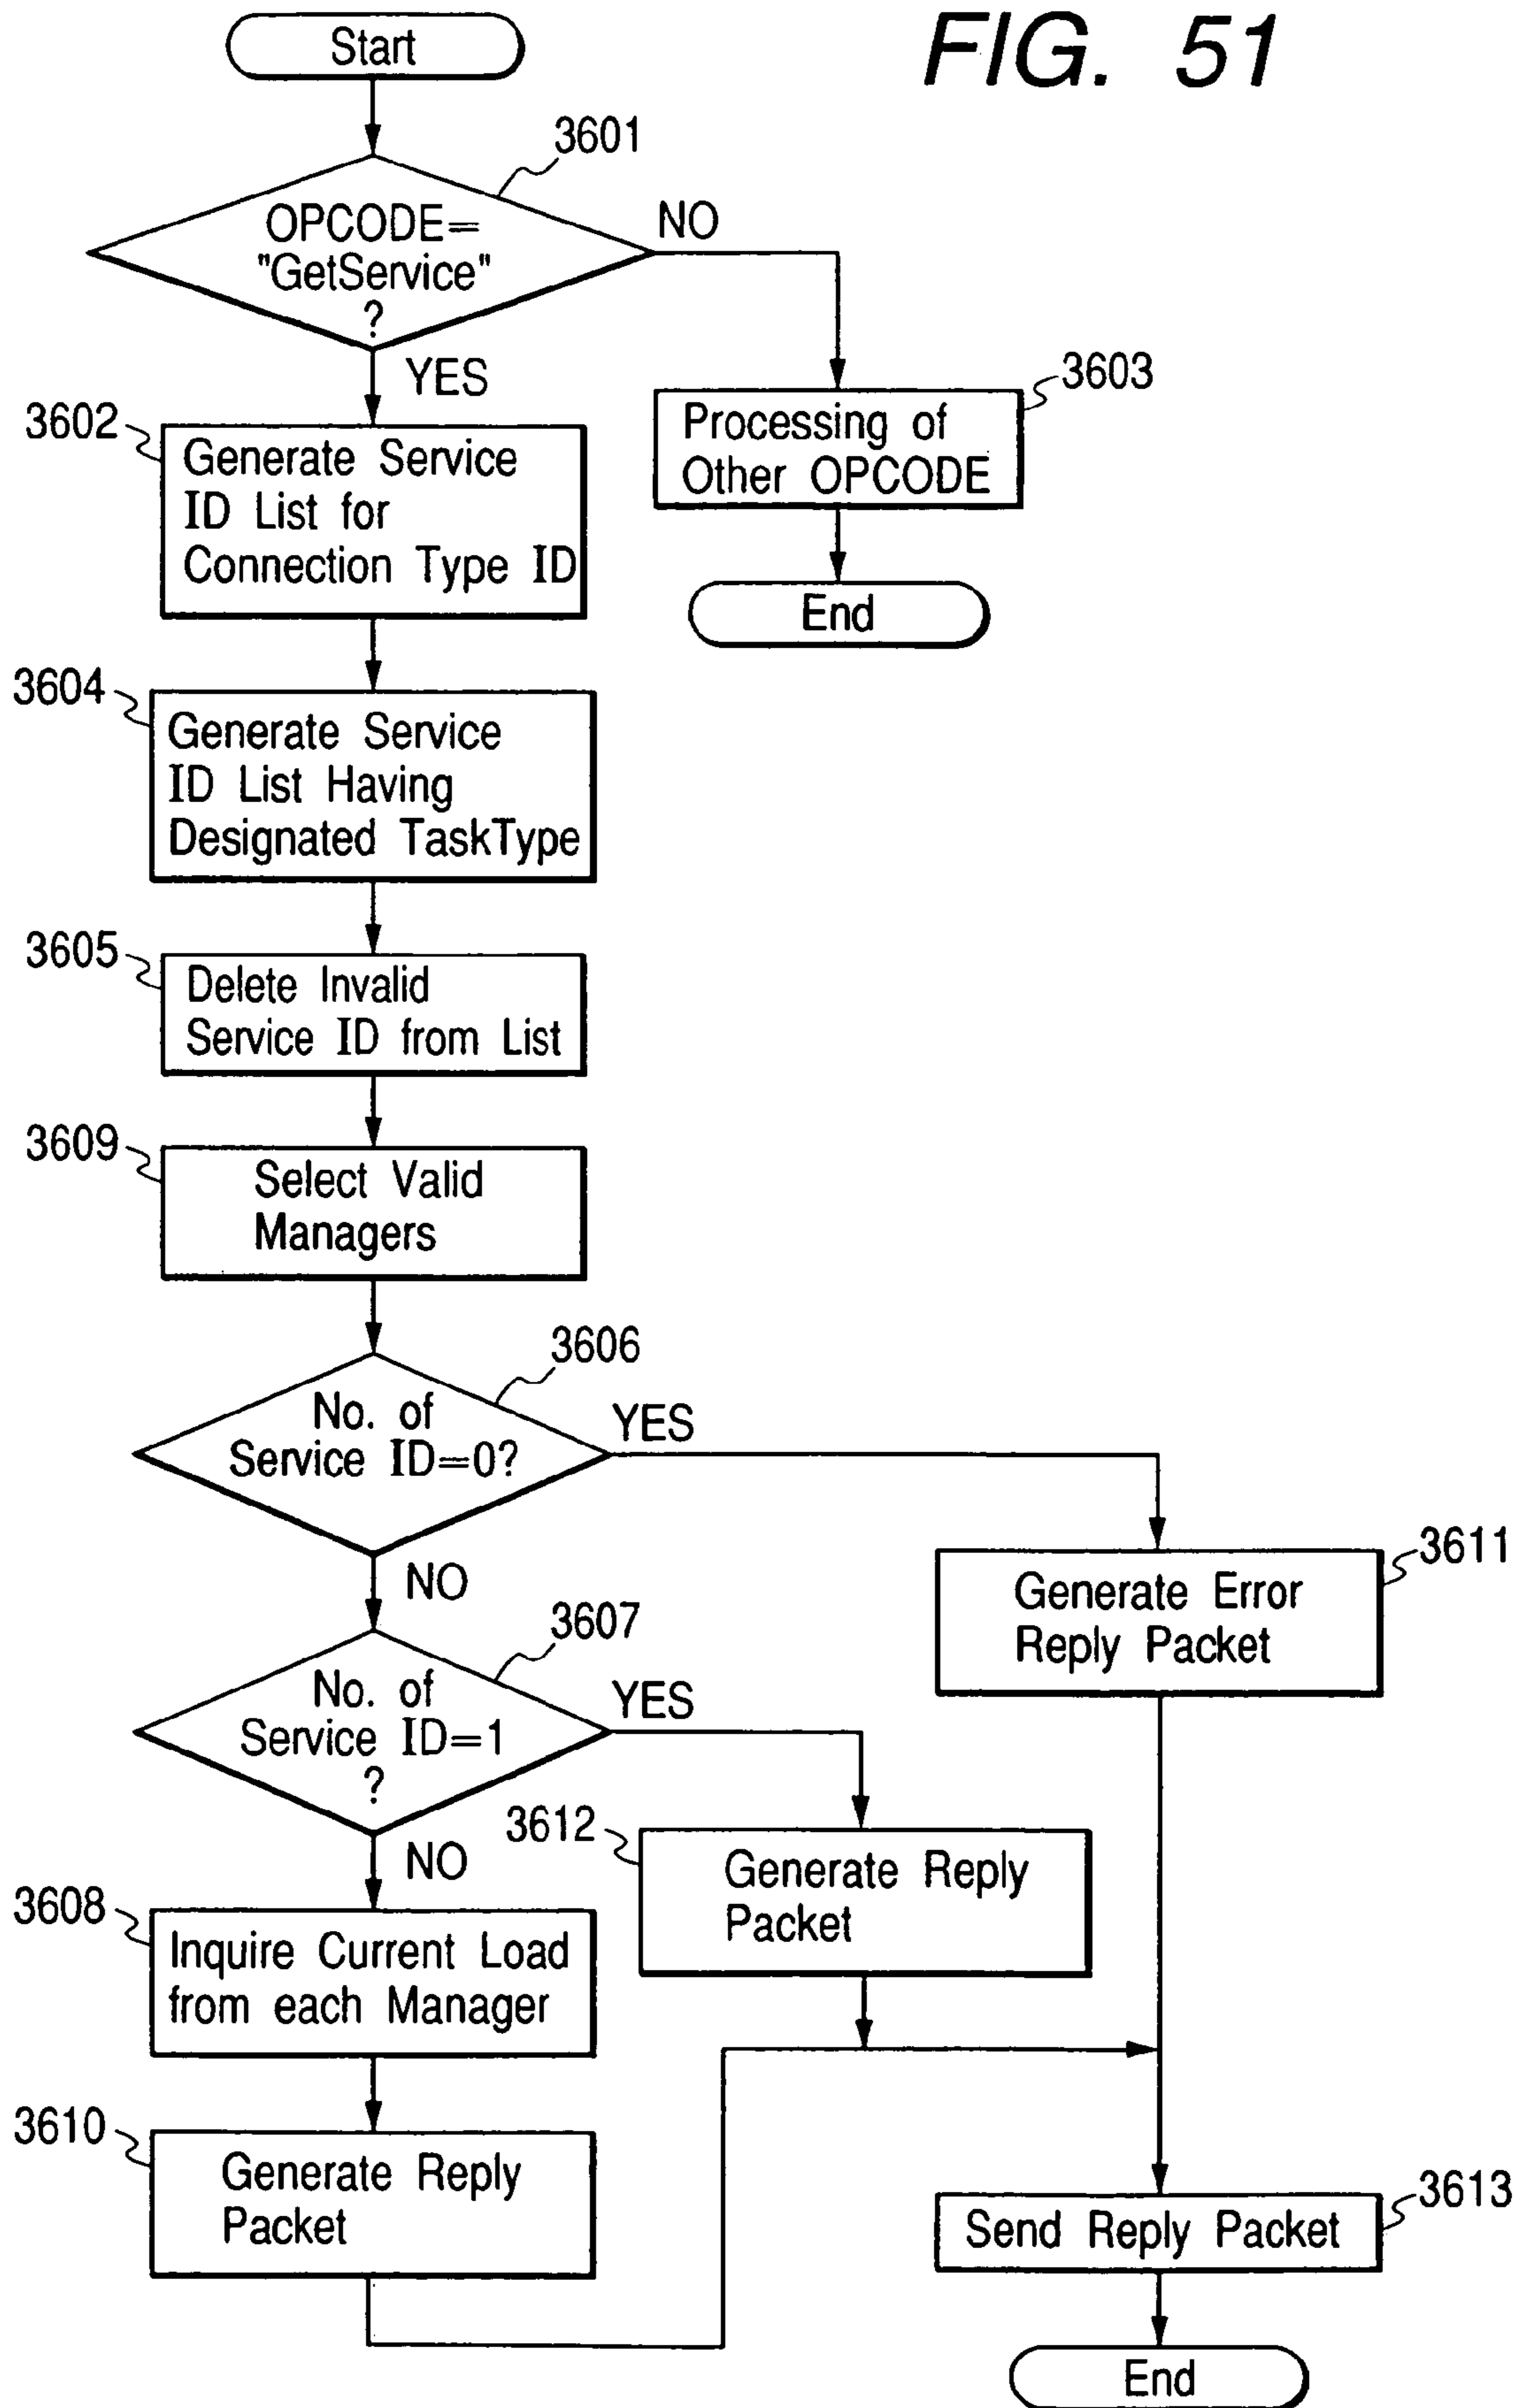 FIG. 51
Start
3601
OPCODE=
"GetService"
?
NO
YES
3603
Processing of
Other OPCODE
End
3602
Generate Service
ID List for
Connection Type ID
3604
Generate Service
ID List Having
Designated TaskType
3605
Delete Invalid
Service ID from List
3609
Select Valid
Managers
3606
No. of
Service ID=0?
YES
NO
3611
Generate Error
Reply Packet
3607
No. of
Service ID=1
?
YES
NO
3612
Generate Reply
Packet
3608
Inquire Current Load
from each Manager
3610
Generate Reply
Packet
3613
Send Reply Packet
End